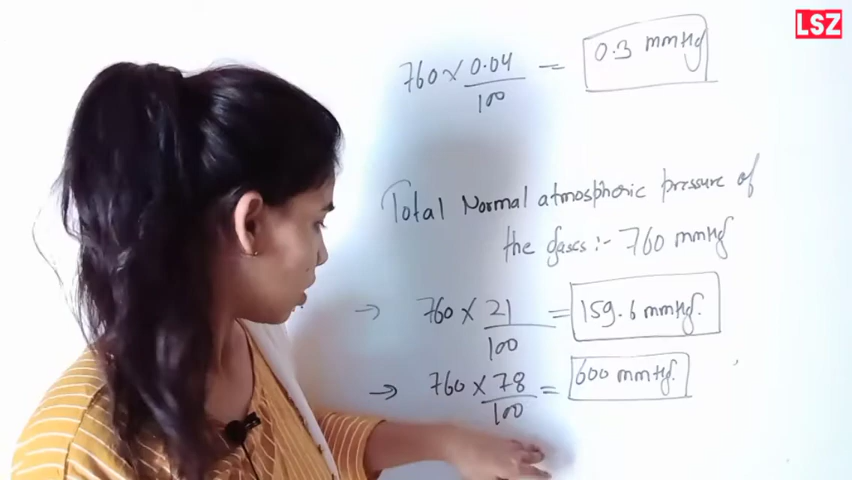 LSZ
760 × 0.04/100 = 0.3 mmHg
Total Normal atmospheric pressure of
the gases :- 760 mmHg
→ 760 × 21/100 = 159.6 mmHg.
→ 760 × 78/100 = 600 mmHg.